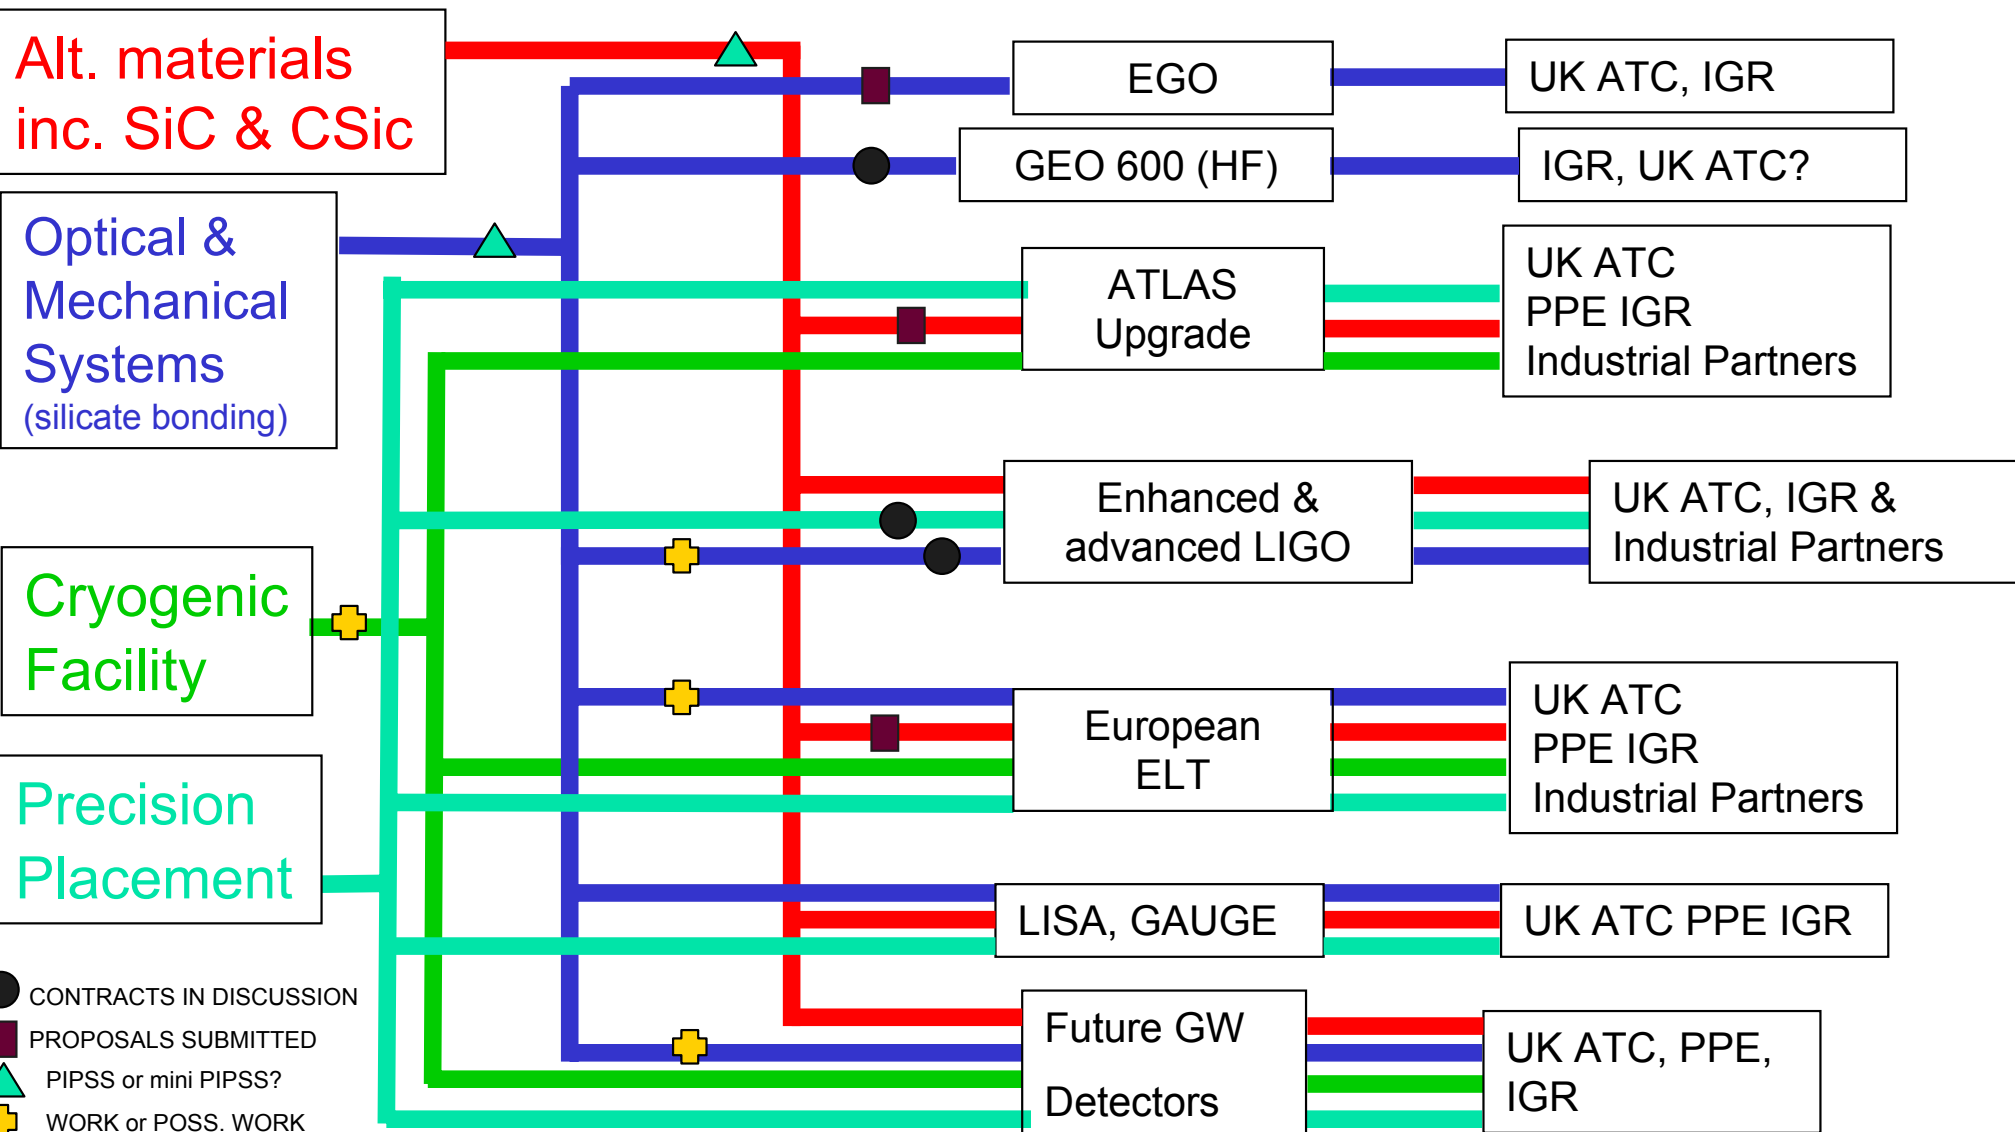 Alt. materials
inc. SiC & CSic
Optical &
Mechanical
Systems
(silicate bonding)
Cryogenic
Facility
Precision
Placement
CONTRACTS IN DISCUSSION
PROPOSALS SUBMITTED
PIPSS or mini PIPSS?
WORK or POSS. WORK
EGO
UK ATC, IGR
GEO 600 (HF)
IGR, UK ATC?
ATLAS
Upgrade
UK ATC
PPE IGR
Industrial Partners
Enhanced &
advanced LIGO
UK ATC, IGR &
Industrial Partners
European
ELT
UK ATC
PPE IGR
Industrial Partners
LISA, GAUGE
UK ATC PPE IGR
Future GW
Detectors
UK ATC, PPE,
IGR